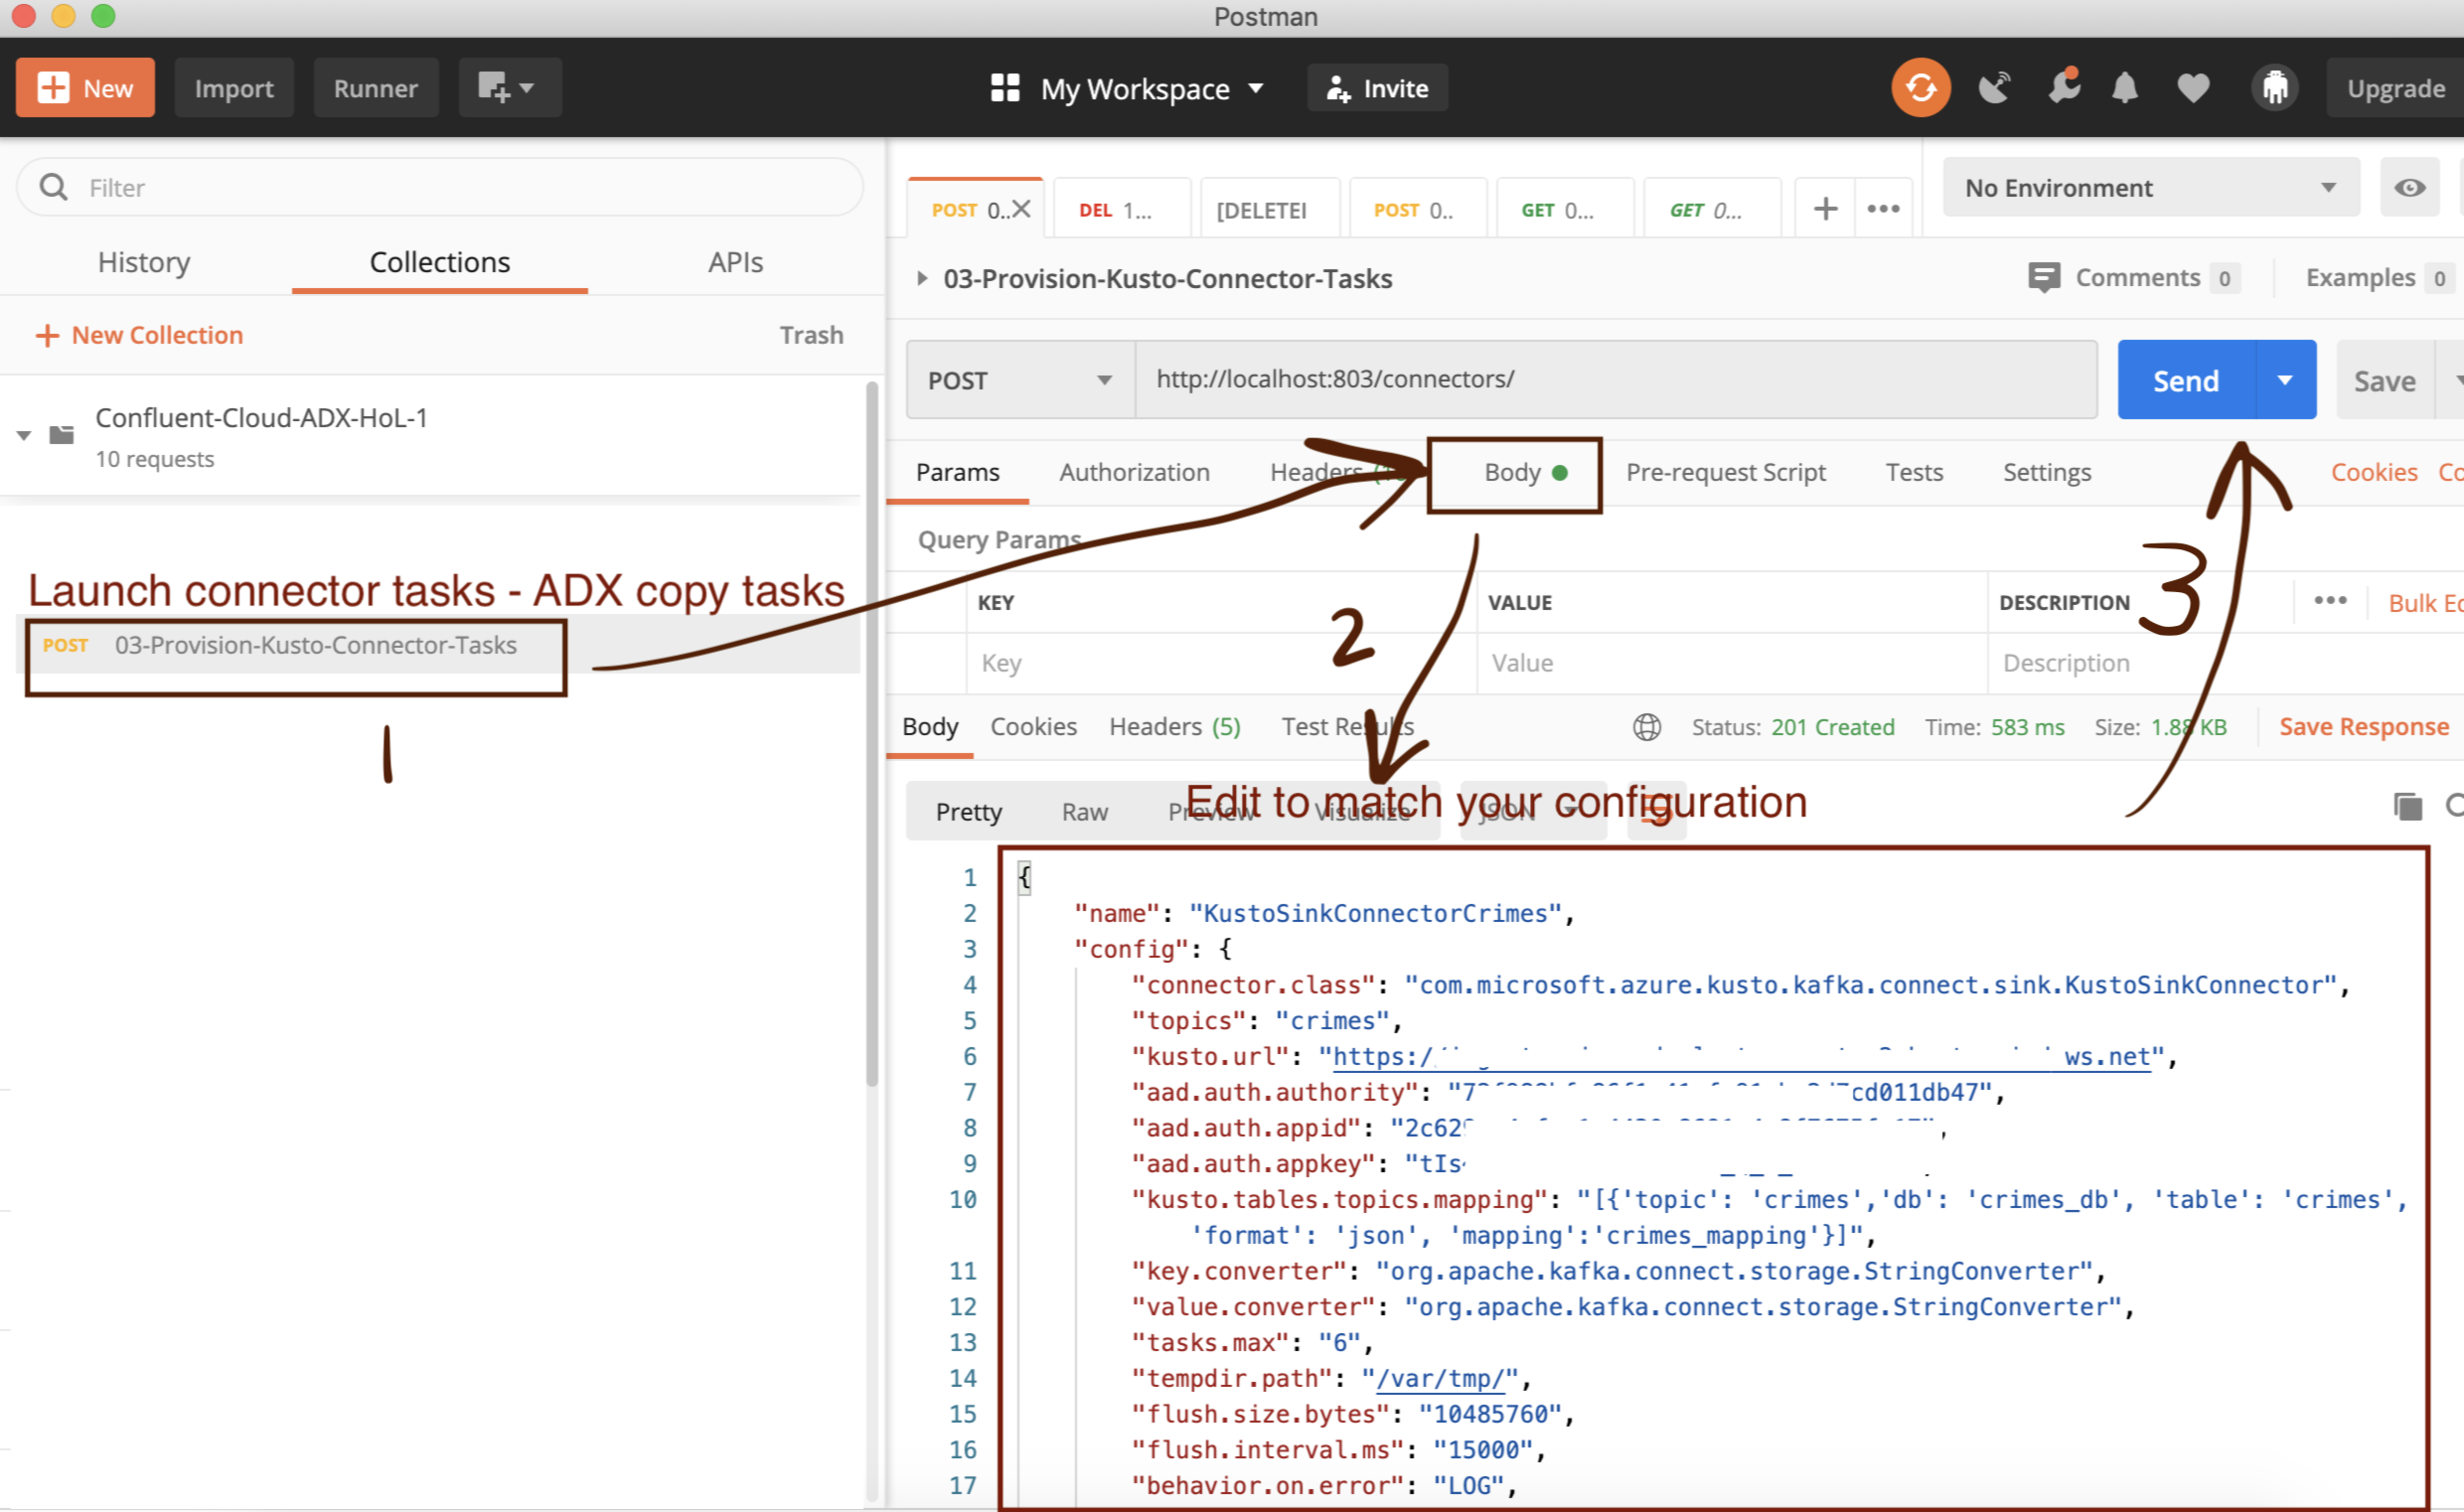 Postman
New Import Runner My Workspace Invite Upgrade
Filter
History Collections APIs
+ New Collection Trash
Confluent-Cloud-ADX-HoL-1
10 requests
Launch connector tasks - ADX copy tasks
POST 03-Provision-Kusto-Connector-Tasks
1
POST 0.. DEL 1... [DELETE] POST 0.. GET 0... GET 0... + •••
No Environment
03-Provision-Kusto-Connector-Tasks
Comments 0 Examples 0
POST http://localhost:803/connectors/ Send Save
Params Authorization Headers Body Pre-request Script Tests Settings Cookies
Query Params
KEY VALUE DESCRIPTION ••• Bulk
Key Value Description
2
3
Body Cookies Headers (5) Test Results Status: 201 Created Time: 583 ms Size: 1.88 KB Save Response
Edit to match your configuration
Pretty Raw Preview Visualize JSON
1 {
2 "name": "KustoSinkConnectorCrimes",
3 "config": {
4 "connector.class": "com.microsoft.azure.kusto.kafka.connect.sink.KustoSinkConnector",
5 "topics": "crimes",
6 "kusto.url": "https:/ ws.net",
7 "aad.auth.authority": "7 cd011db47",
8 "aad.auth.appid": "2c62 ,
9 "aad.auth.appkey": "tIs
10 "kusto.tables.topics.mapping": "[{'topic': 'crimes','db': 'crimes_db', 'table': 'crimes',
'format': 'json', 'mapping':'crimes_mapping'}]",
11 "key.converter": "org.apache.kafka.connect.storage.StringConverter",
12 "value.converter": "org.apache.kafka.connect.storage.StringConverter",
13 "tasks.max": "6",
14 "tempdir.path": "/var/tmp/",
15 "flush.size.bytes": "10485760",
16 "flush.interval.ms": "15000",
17 "behavior.on.error": "LOG",